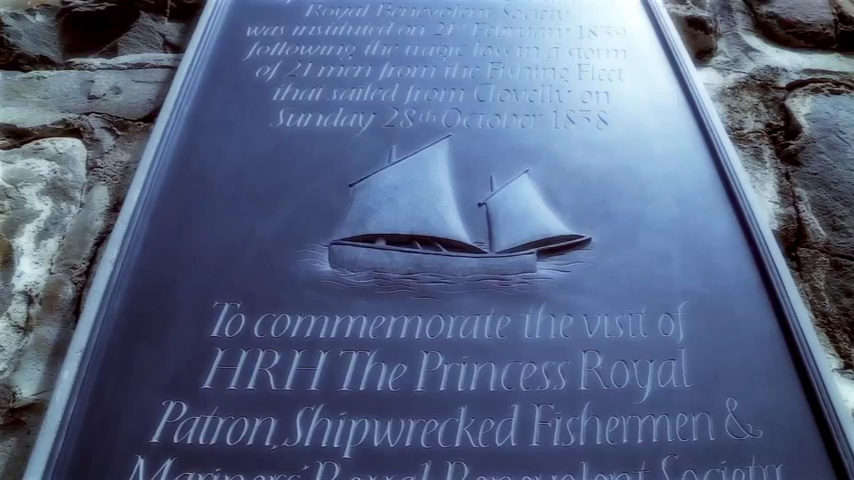 Royal Benevolent Society
was instituted on 21st February 1839
following the tragic loss in a storm
of 21 men from the Fishing Fleet
that sailed from Clovelly on
Sunday 28th October 1838
To commemorate the visit of
HRH The Princess Royal
Patron, Shipwrecked Fishermen &
Mariners' Royal Benevolent Society